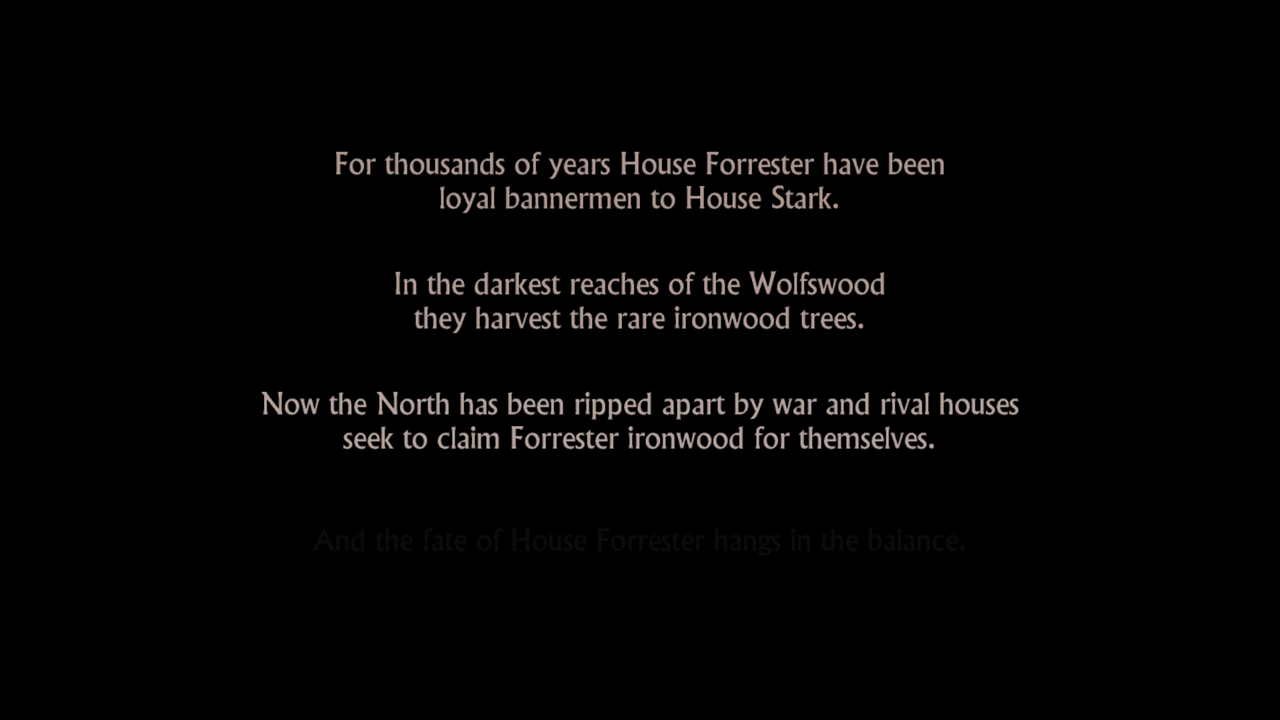 For thousands of years House Forrester have been
loyal bannermen to House Stark.
In the darkest reaches of the Wolfswood
they harvest the rare ironwood trees.
Now the North has been ripped apart by war and rival houses
seek to claim Forrester ironwood for themselves.
And the fate of House Forrester hangs in the balance.